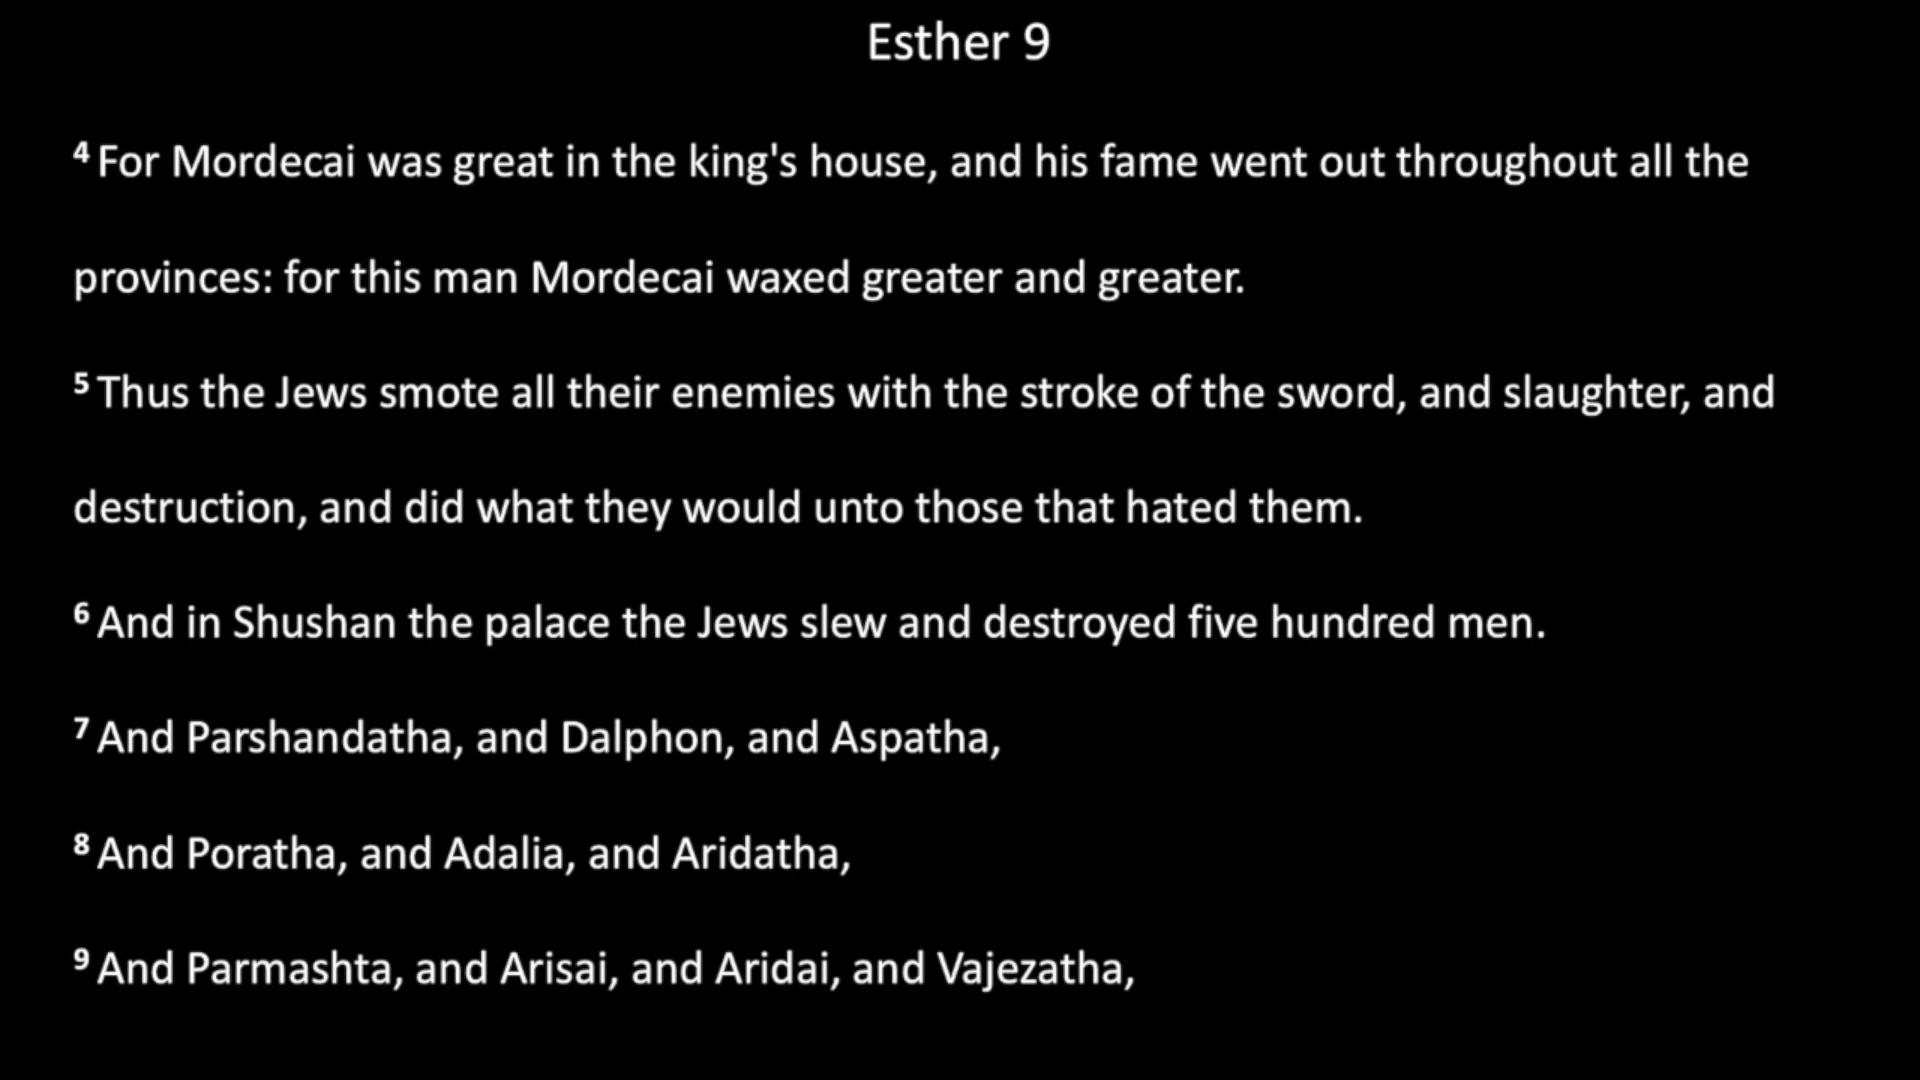 Esther 9
4 For Mordecai was great in the king's house, and his fame went out throughout all the
provinces: for this man Mordecai waxed greater and greater.
5 Thus the Jews smote all their enemies with the stroke of the sword, and slaughter, and
destruction, and did what they would unto those that hated them.
6 And in Shushan the palace the Jews slew and destroyed five hundred men.
7 And Parshandatha, and Dalphon, and Aspatha,
8 And Poratha, and Adalia, and Aridatha,
9 And Parmashta, and Arisai, and Aridai, and Vajezatha,